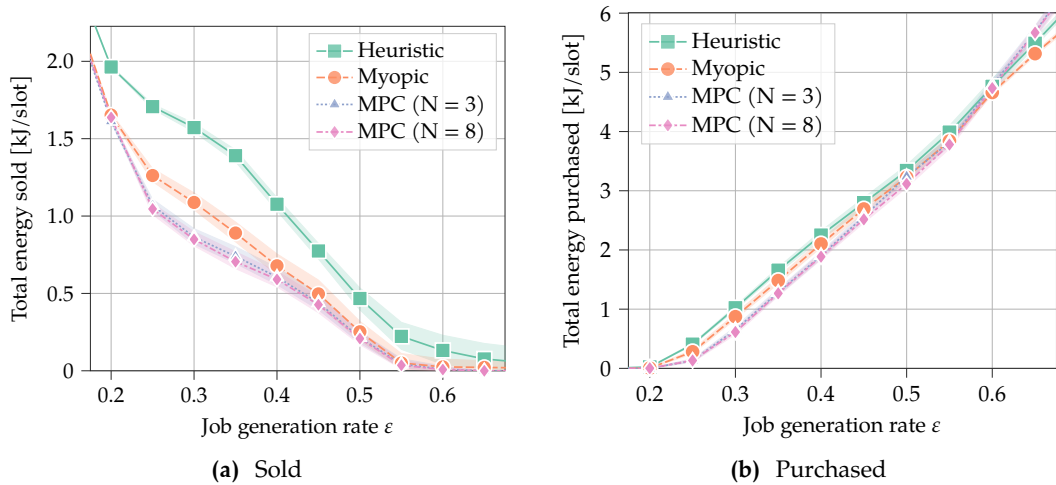 Total energy sold [kJ/slot]
2.0
1.5
1.0
0.5
0
Heuristic
Myopic
MPC (N = 3)
MPC (N = 8)
0.2 0.3 0.4 0.5 0.6
Job generation rate ε
(a) Sold
Total energy purchased [kJ/slot]
6
5
4
3
2
1
0
Heuristic
Myopic
MPC (N = 3)
MPC (N = 8)
0.2 0.3 0.4 0.5 0.6
Job generation rate ε
(b) Purchased